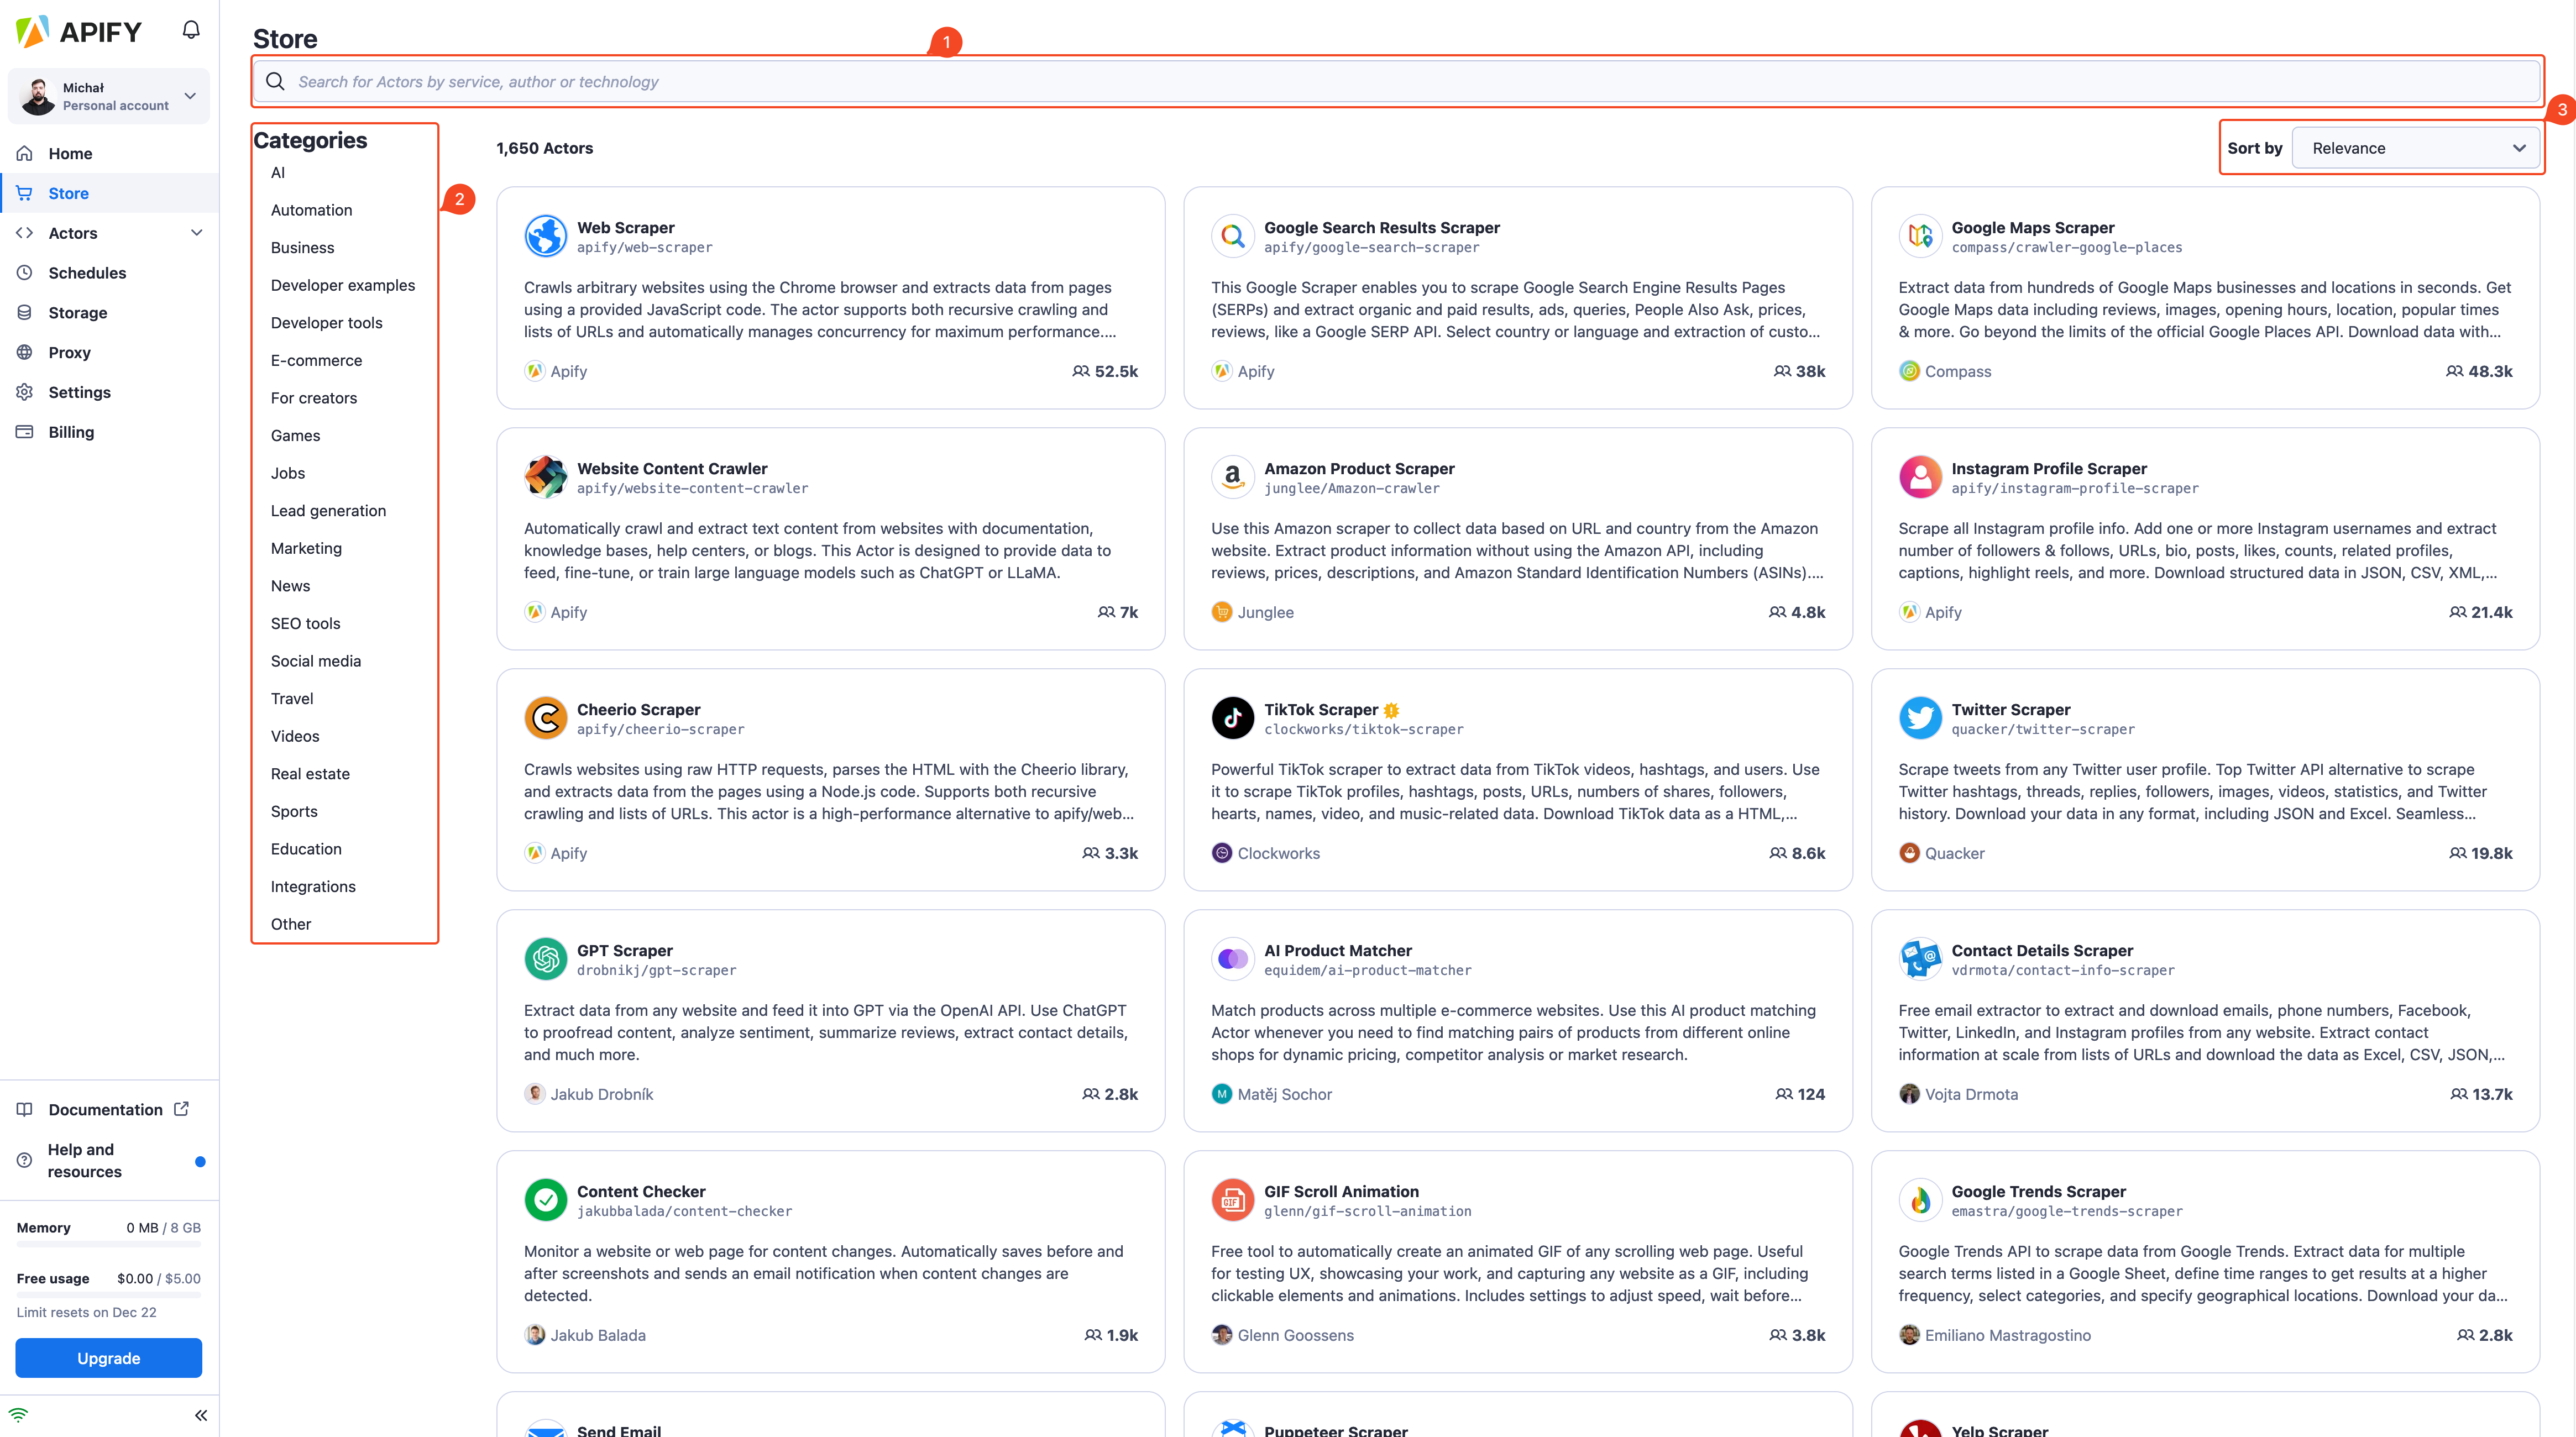 APIFY
Michał
Personal account
Home
Store
Actors
Schedules
Storage
Proxy
Settings
Billing
Documentation
Help and
resources
Memory 0 MB / 8 GB
Free usage $0.00 / $5.00
Limit resets on Dec 22
Upgrade
Store
1
Search for Actors by service, author or technology
3
Categories
2
AI
Automation
Business
Developer examples
Developer tools
E-commerce
For creators
Games
Jobs
Lead generation
Marketing
News
SEO tools
Social media
Travel
Videos
Real estate
Sports
Education
Integrations
Other
1,650 Actors
Sort by Relevance
Web Scraper
apify/web-scraper
Crawls arbitrary websites using the Chrome browser and extracts data from pages
using a provided JavaScript code. The actor supports both recursive crawling and
lists of URLs and automatically manages concurrency for maximum performance....
Apify 52.5k
Google Search Results Scraper
apify/google-search-scraper
This Google Scraper enables you to scrape Google Search Engine Results Pages
(SERPs) and extract organic and paid results, ads, queries, People Also Ask, prices,
reviews, like a Google SERP API. Select country or language and extraction of custo...
Apify 38k
Google Maps Scraper
compass/crawler-google-places
Extract data from hundreds of Google Maps businesses and locations in seconds. Get
Google Maps data including reviews, images, opening hours, location, popular times
& more. Go beyond the limits of the official Google Places API. Download data with...
Compass 48.3k
Website Content Crawler
apify/website-content-crawler
Automatically crawl and extract text content from websites with documentation,
knowledge bases, help centers, or blogs. This Actor is designed to provide data to
feed, fine-tune, or train large language models such as ChatGPT or LLaMA.
Apify 7k
a
Amazon Product Scraper
junglee/Amazon-crawler
Use this Amazon scraper to collect data based on URL and country from the Amazon
website. Extract product information without using the Amazon API, including
reviews, prices, descriptions, and Amazon Standard Identification Numbers (ASINs)....
Junglee 4.8k
Instagram Profile Scraper
apify/instagram-profile-scraper
Scrape all Instagram profile info. Add one or more Instagram usernames and extract
number of followers & follows, URLs, bio, posts, likes, counts, related profiles,
captions, highlight reels, and more. Download structured data in JSON, CSV, XML,...
Apify 21.4k
C
Cheerio Scraper
apify/cheerio-scraper
Crawls websites using raw HTTP requests, parses the HTML with the Cheerio library,
and extracts data from the pages using a Node.js code. Supports both recursive
crawling and lists of URLs. This actor is a high-performance alternative to apify/web...
Apify 3.3k
TikTok Scraper
clockworks/tiktok-scraper
Powerful TikTok scraper to extract data from TikTok videos, hashtags, and users. Use
it to scrape TikTok profiles, hashtags, posts, URLs, numbers of shares, followers,
hearts, names, video, and music-related data. Download TikTok data as a HTML,...
Clockworks 8.6k
Twitter Scraper
quacker/twitter-scraper
Scrape tweets from any Twitter user profile. Top Twitter API alternative to scrape
Twitter hashtags, threads, replies, followers, images, videos, statistics, and Twitter
history. Download your data in any format, including JSON and Excel. Seamless...
Quacker 19.8k
GPT Scraper
drobnikj/gpt-scraper
Extract data from any website and feed it into GPT via the OpenAI API. Use ChatGPT
to proofread content, analyze sentiment, summarize reviews, extract contact details,
and much more.
Jakub Drobník 2.8k
AI Product Matcher
equidem/ai-product-matcher
Match products across multiple e-commerce websites. Use this AI product matching
Actor whenever you need to find matching pairs of products from different online
shops for dynamic pricing, competitor analysis or market research.
M Matěj Sochor 124
Contact Details Scraper
vdrmota/contact-info-scraper
Free email extractor to extract and download emails, phone numbers, Facebook,
Twitter, LinkedIn, and Instagram profiles from any website. Extract contact
information at scale from lists of URLs and download the data as Excel, CSV, JSON,...
Vojta Drmota 13.7k
Content Checker
jakubbalada/content-checker
Monitor a website or web page for content changes. Automatically saves before and
after screenshots and sends an email notification when content changes are
detected.
Jakub Balada 1.9k
GIF
GIF Scroll Animation
glenn/gif-scroll-animation
Free tool to automatically create an animated GIF of any scrolling web page. Useful
for testing UX, showcasing your work, and capturing any website as a GIF, including
clickable elements and animations. Includes settings to adjust speed, wait before...
Glenn Goossens 3.8k
Google Trends Scraper
emastra/google-trends-scraper
Google Trends API to scrape data from Google Trends. Extract data for multiple
search terms listed in a Google Sheet, define time ranges to get results at a higher
frequency, select categories, and specify geographical locations. Download your da...
Emiliano Mastragostino 2.8k
Send Email
Puppeteer Scraper
Yelp Scraper